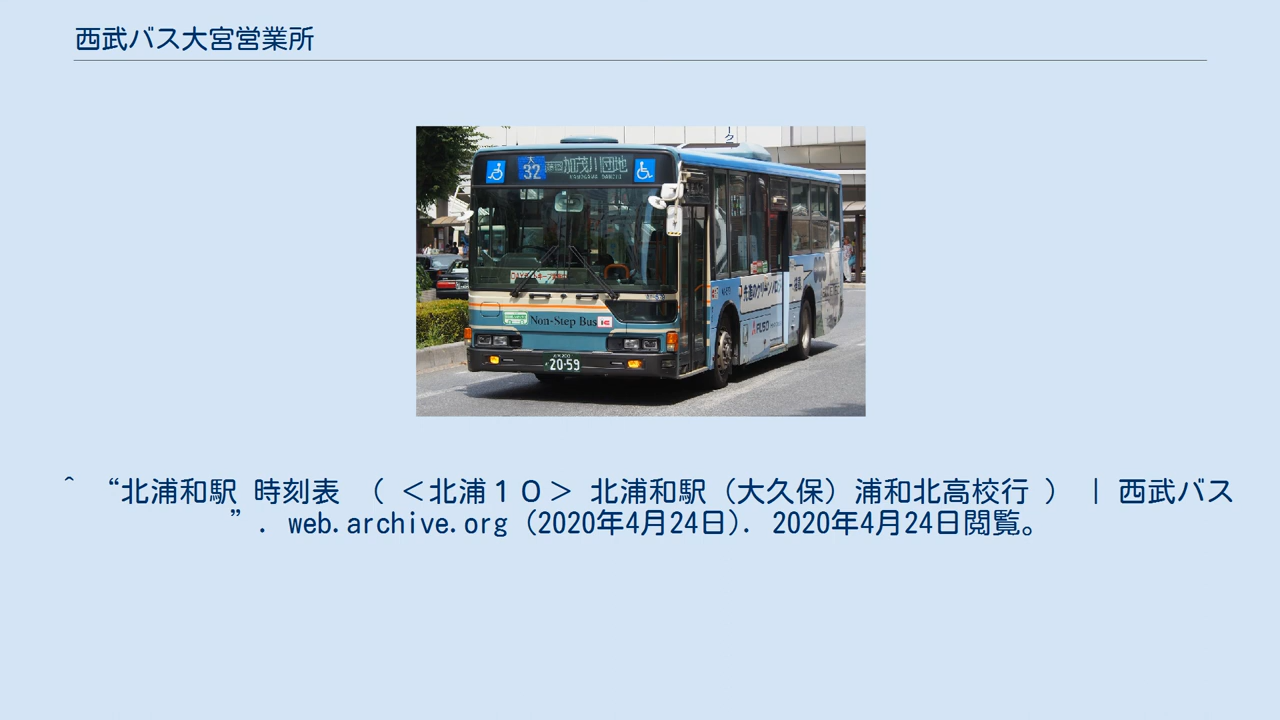 西武バス大宮営業所
大
32
加茂川団地
Non-Step Bus
20-59
^ “北浦和駅 時刻表 （ ＜北浦１０＞ 北浦和駅（大久保）浦和北高校行 ） | 西武バス
”. web.archive.org (2020年4月24日). 2020年4月24日閲覧。